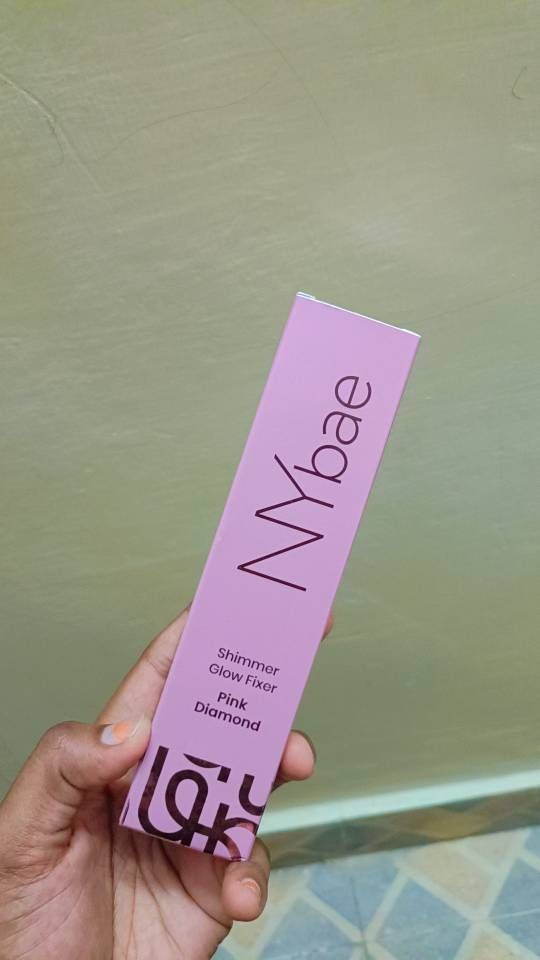 NYbae
Shimmer
Glow Fixer
Pink
Diamond